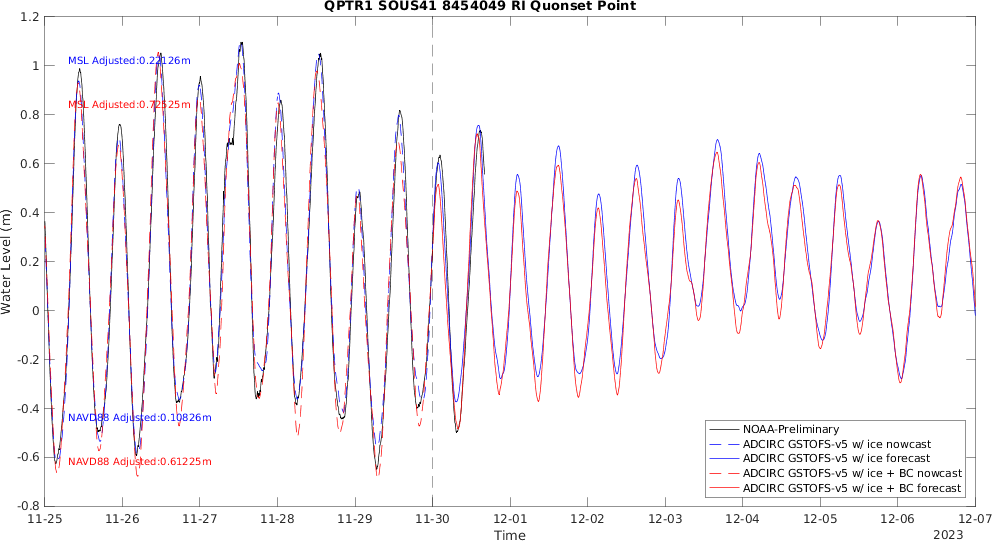 QPTR1 SOUS41 8454049 RI Quonset Point
1.2
1
0.8
0.6
0.4
0.2
0
-0.2
-0.4
-0.6
-0.8
Water Level (m)
MSL Adjusted:0.22126m
MSL Adjusted:0.72525m
NAVD88 Adjusted:0.10826m
NAVD88 Adjusted:0.61225m
NOAA-Preliminary
ADCIRC GSTOFS-v5 w/ ice nowcast
ADCIRC GSTOFS-v5 w/ ice forecast
ADCIRC GSTOFS-v5 w/ ice + BC nowcast
ADCIRC GSTOFS-v5 w/ ice + BC forecast
11-25 11-26 11-27 11-28 11-29 11-30 12-01 12-02 12-03 12-04 12-05 12-06 12-07
Time
2023